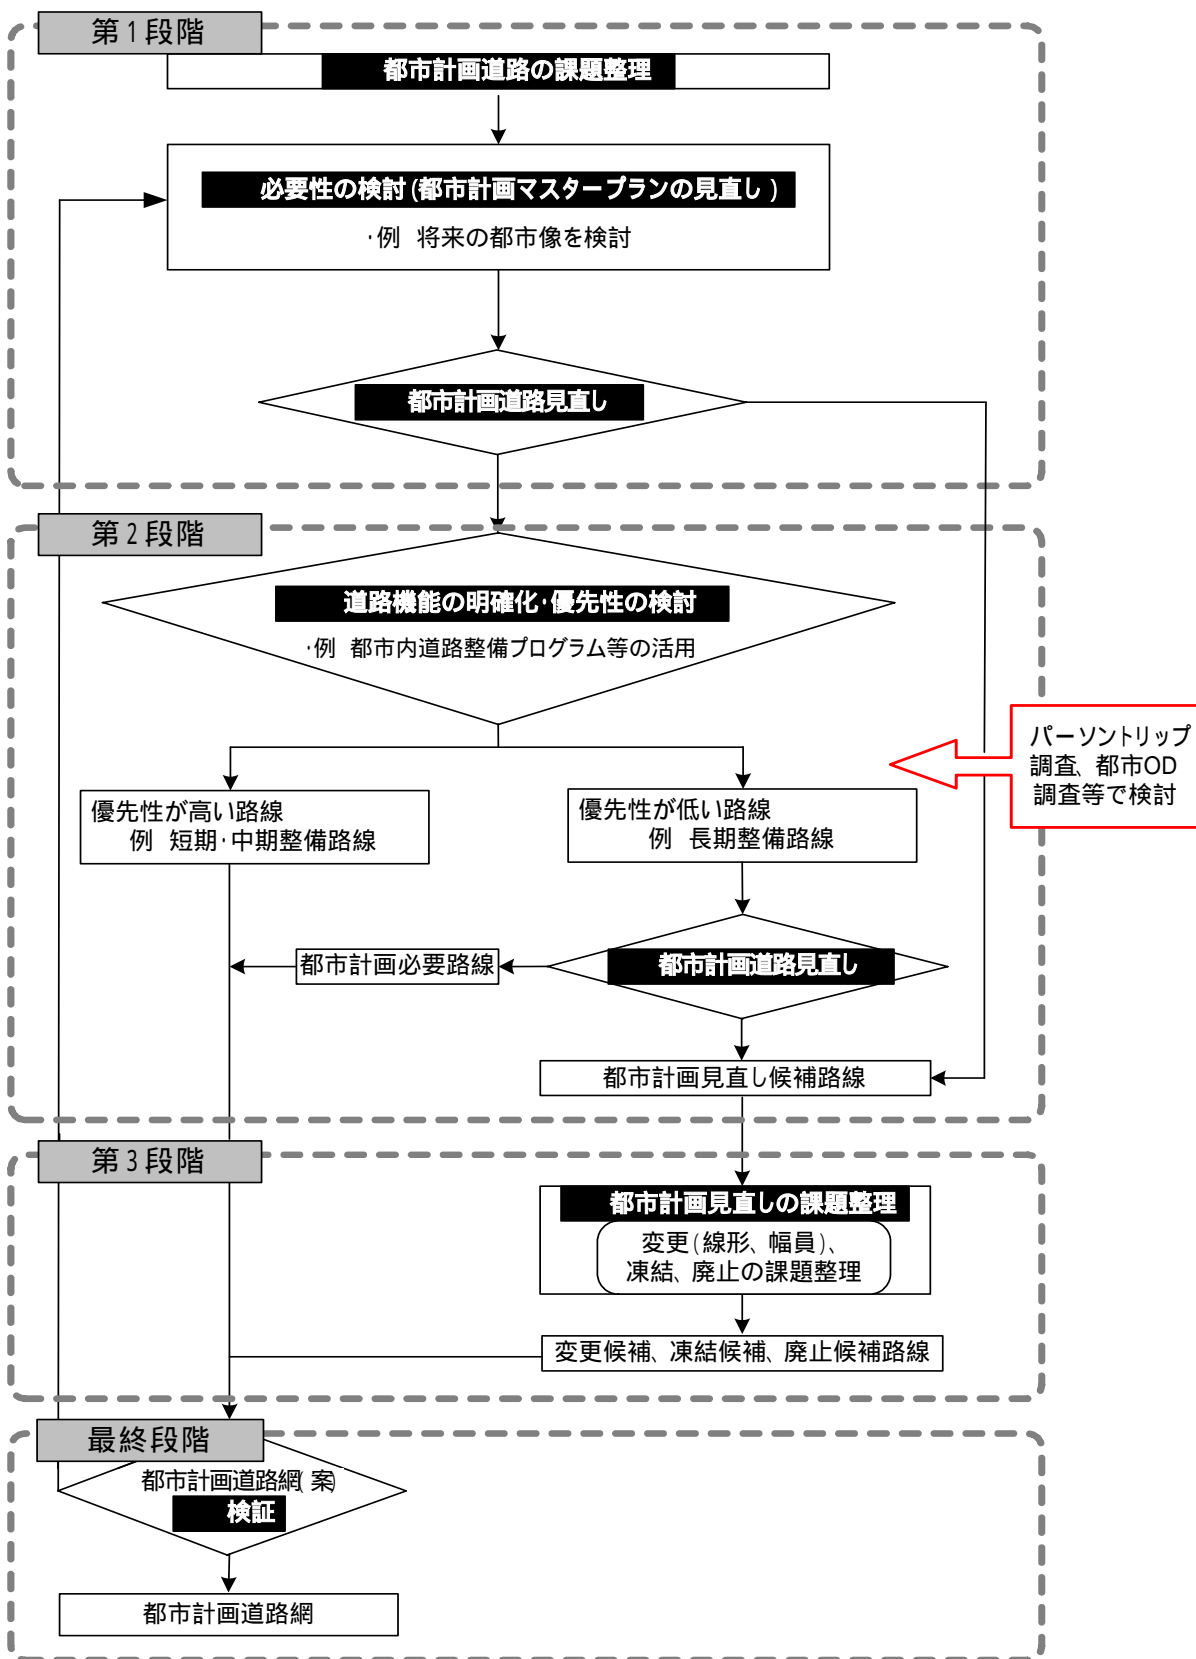 第1段階
都市計画道路の課題整理
必要性の検討(都市計画マスタープランの見直し)
・例 将来の都市像を検討
都市計画道路見直し
第2段階
道路機能の明確化・優先性の検討
・例 都市内道路整備プログラム等の活用
パーソントリップ
調査、都市OD
調査等で検討
優先性が高い路線
例 短期・中期整備路線
優先性が低い路線
例 長期整備路線
都市計画必要路線
都市計画道路見直し
都市計画見直し候補路線
第3段階
都市計画見直しの課題整理
変更(線形、幅員)、
凍結、廃止の課題整理
変更候補、凍結候補、廃止候補路線
最終段階
都市計画道路網(案)
検証
都市計画道路網